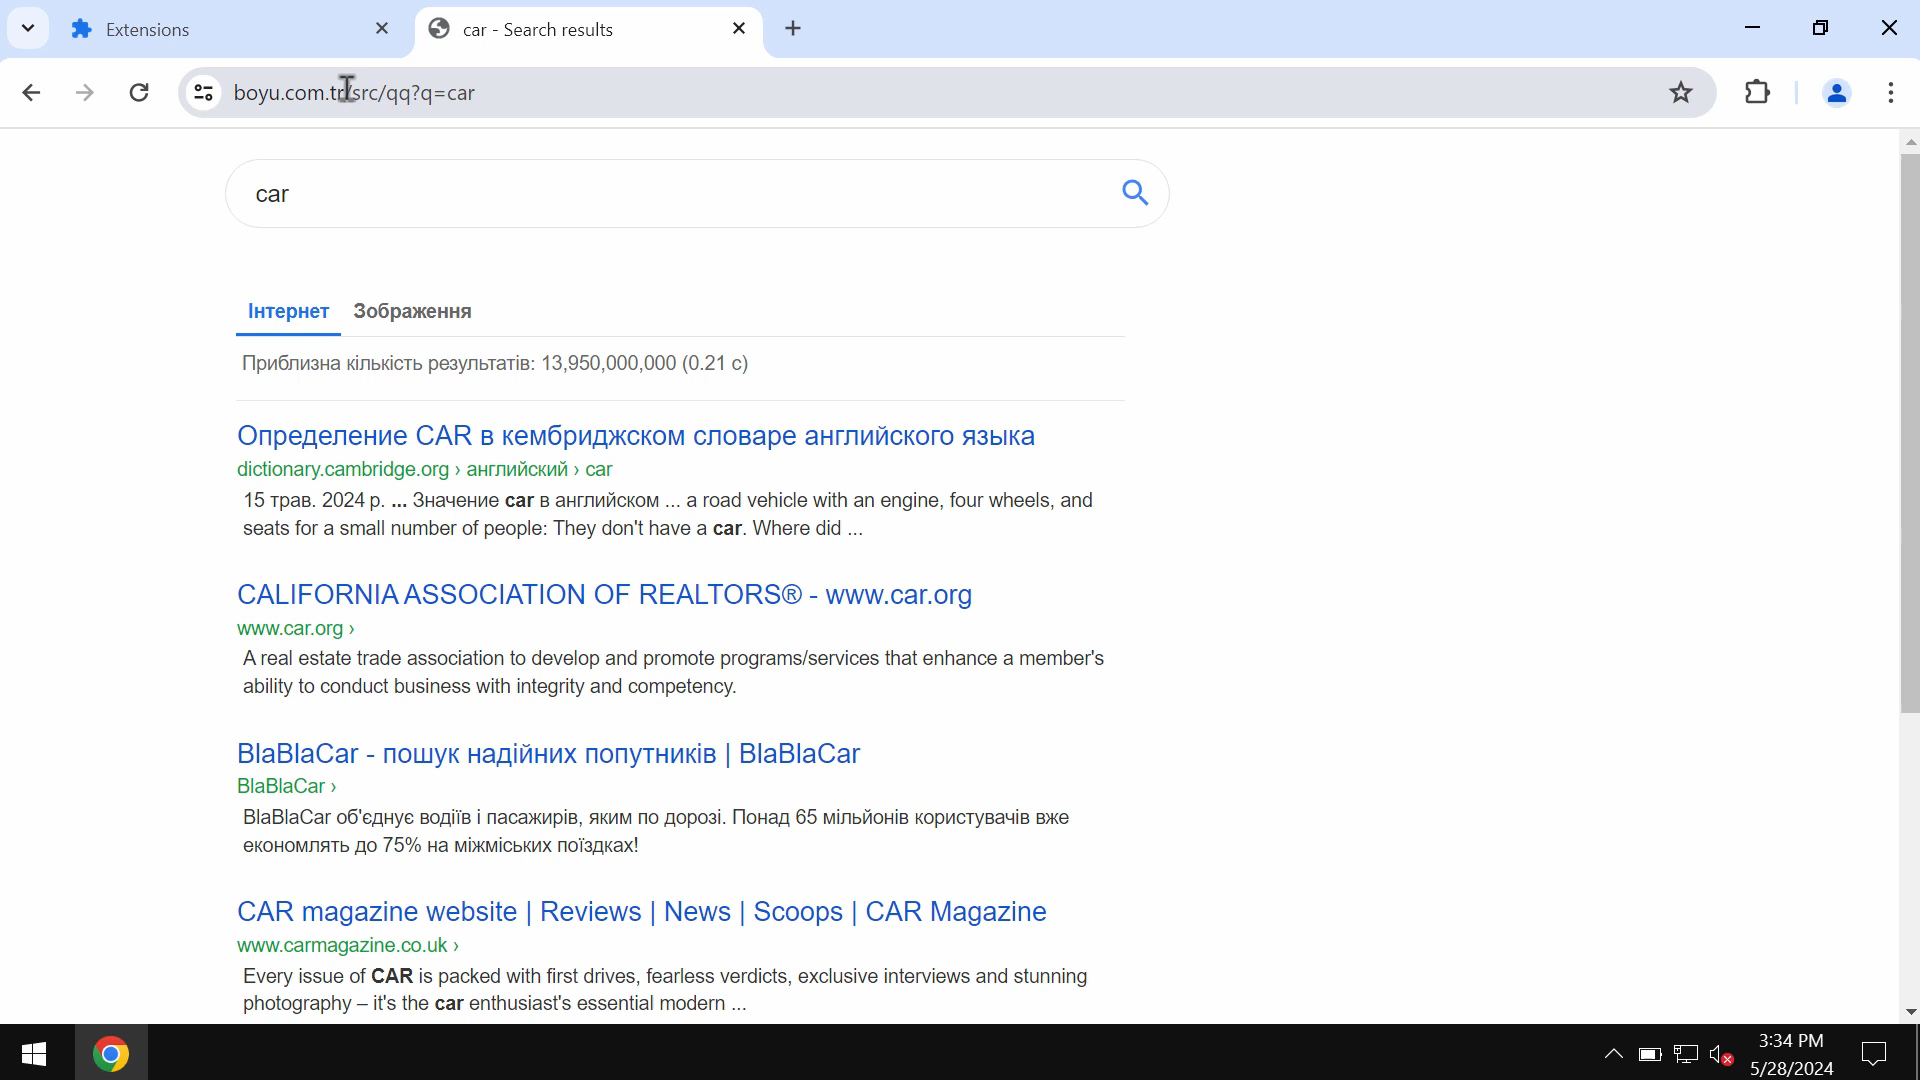 Extensions
car - Search results
boyu.com.tr/src/qq?q=car
car
Інтернет Зображення
Приблизна кількість результатів: 13,950,000,000 (0.21 с)
Определение CAR в кембриджском словаре английского языка
dictionary.cambridge.org › английский › car
15 трав. 2024 р. ... Значение car в английском ... a road vehicle with an engine, four wheels, and
seats for a small number of people: They don't have a car. Where did ...
CALIFORNIA ASSOCIATION OF REALTORS® - www.car.org
www.car.org ›
A real estate trade association to develop and promote programs/services that enhance a member's
ability to conduct business with integrity and competency.
BlaBlaCar - пошук надійних попутників | BlaBlaCar
BlaBlaCar ›
BlaBlaCar об'єднує водіїв і пасажирів, яким по дорозі. Понад 65 мільйонів користувачів вже
економлять до 75% на міжміських поїздках!
CAR magazine website | Reviews | News | Scoops | CAR Magazine
www.carmagazine.co.uk ›
Every issue of CAR is packed with first drives, fearless verdicts, exclusive interviews and stunning
photography – it's the car enthusiast's essential modern ...
3:34 PM
5/28/2024